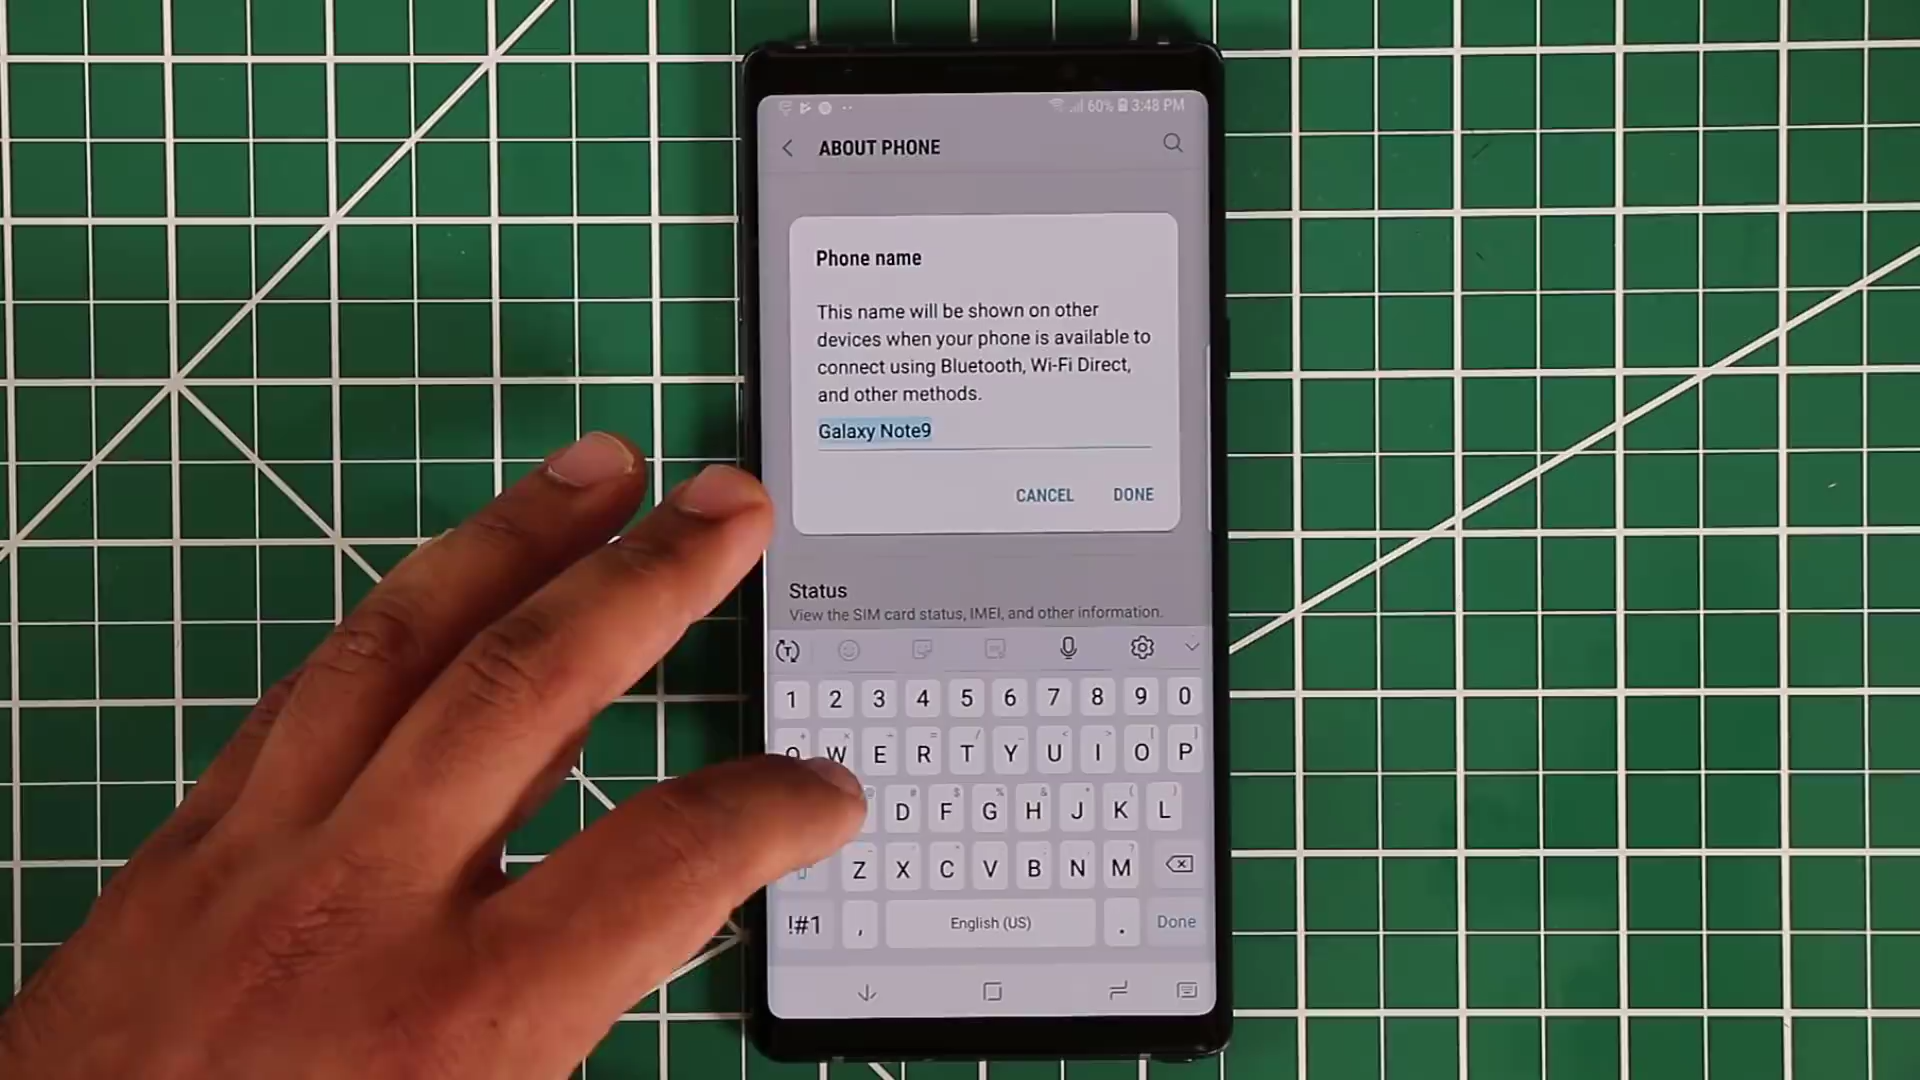 60% 3:48 PM
ABOUT PHONE
Phone name
This name will be shown on other
devices when your phone is available to
connect using Bluetooth, Wi-Fi Direct,
and other methods.
Galaxy Note9
CANCEL DONE
Status
View the SIM card status, IMEI, and other information.
1 2 3 4 5 6 7 8 9 0
Q W E R T Y U I O P
D F G H J K L
Z X C V B N M
!#1 , English (US) . Done